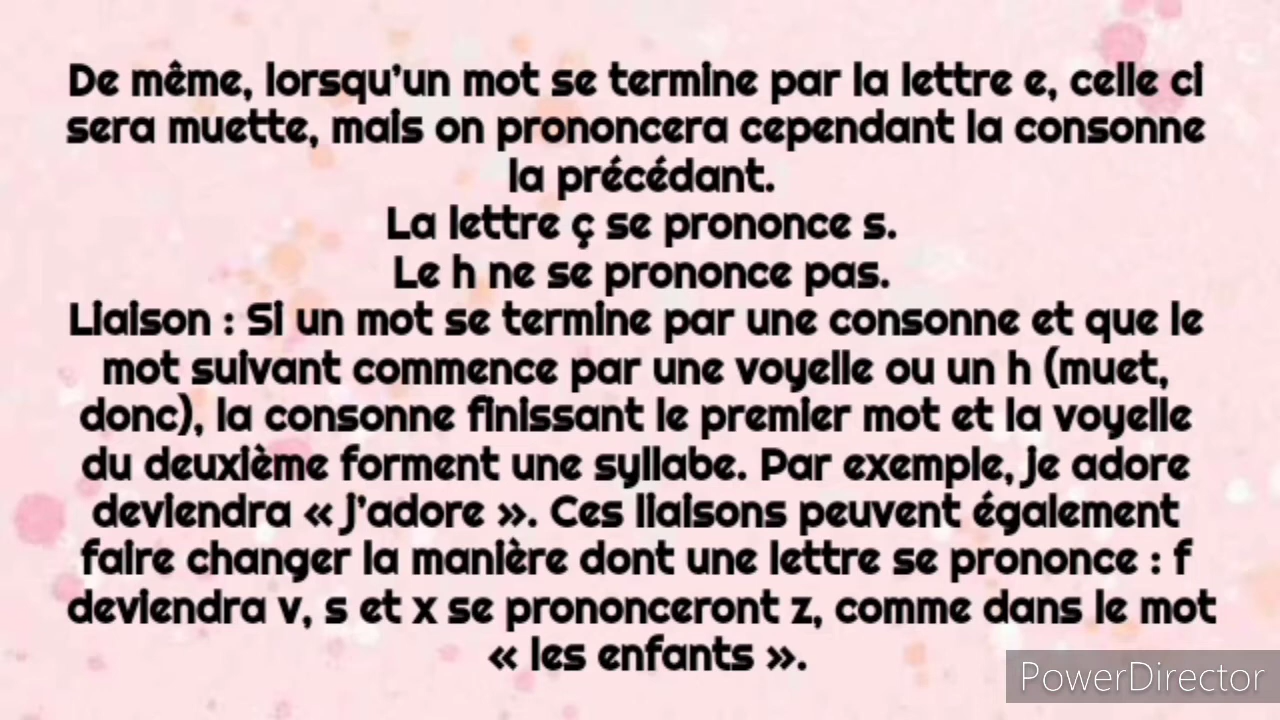 De même, lorsqu'un mot se termine par la lettre e, celle ci
sera muette, mais on prononcera cependant la consonne
la précédant.
La lettre ç se prononce s.
Le h ne se prononce pas.
Liaison : Si un mot se termine par une consonne et que le
mot suivant commence par une voyelle ou un h (muet,
donc), la consonne finissant le premier mot et la voyelle
du deuxième forment une syllabe. Par exemple, je adore
deviendra « j'adore ». Ces liaisons peuvent également
faire changer la manière dont une lettre se prononce : f
deviendra v, s et x se prononceront z, comme dans le mot
« les enfants ».
PowerDirector